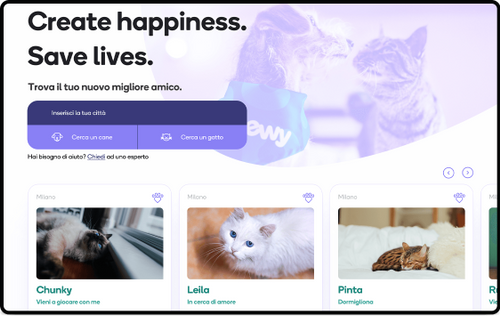 Create happiness.
Save lives.
Trova il tuo nuovo migliore amico.
Inserisci la tua città
Cerca un cane
Cerca un gatto
Hai bisogno di aiuto? Chiedi ad uno esperto
Milano
Milano
Milano
Chunky
Leila
Pinta
Vieni a giocare con me
In cerca di amore
Dormigliona